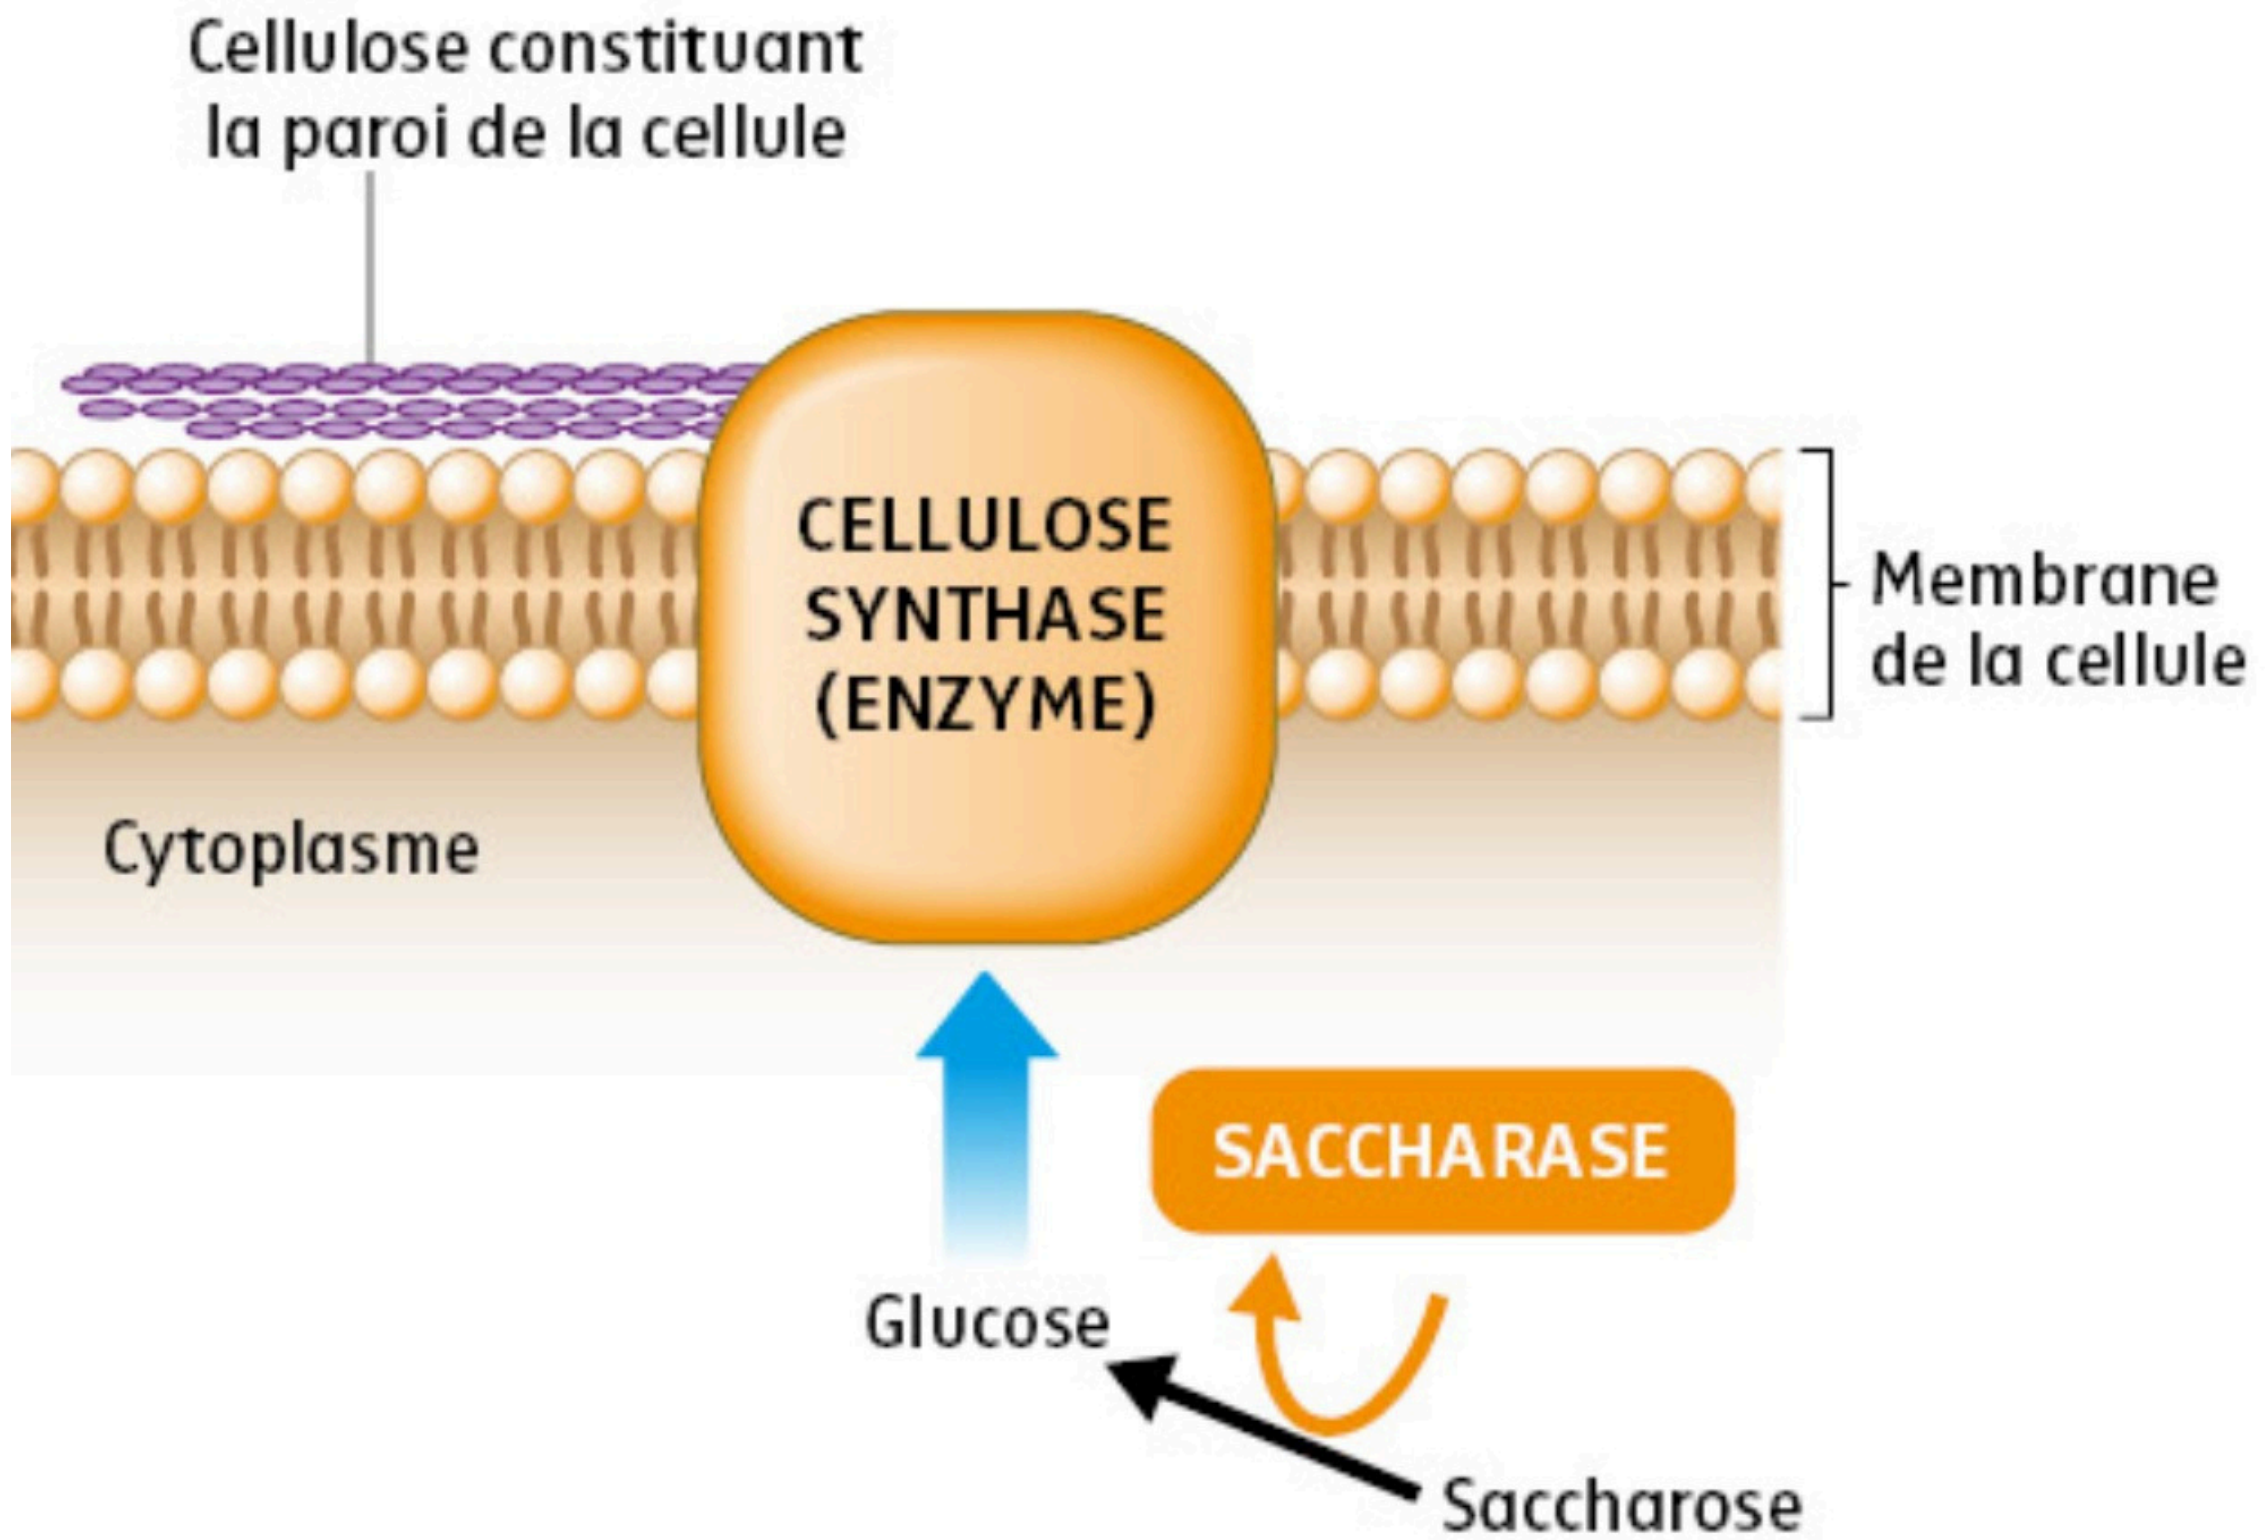 Cellulose constituant
la paroi de la cellule
CELLULOSE
SYNTHASE
(ENZYME)
Membrane
de la cellule
Cytoplasme
SACCHARASE
Glucose
Saccharose